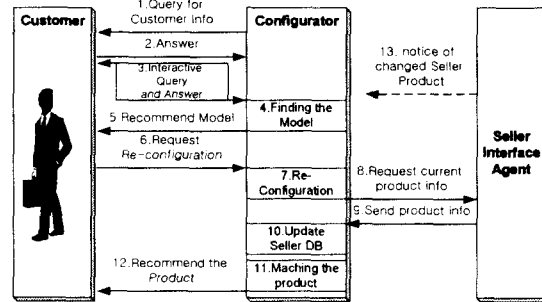 1.Query for
Customer Info
Customer
Configurator
2.Answer
3.Interactive
Query
and Answer
13. notice of
changed Seller
Product
4.Finding the
Model
5.Recommend Model
6.Request
Re-configuration
Seller
Interface
Agent
7.Re-
Configuration
8.Request current
product info
9.Send product info
10.Update
Seller DB
11.Maching the
product
12.Recommend the
Product